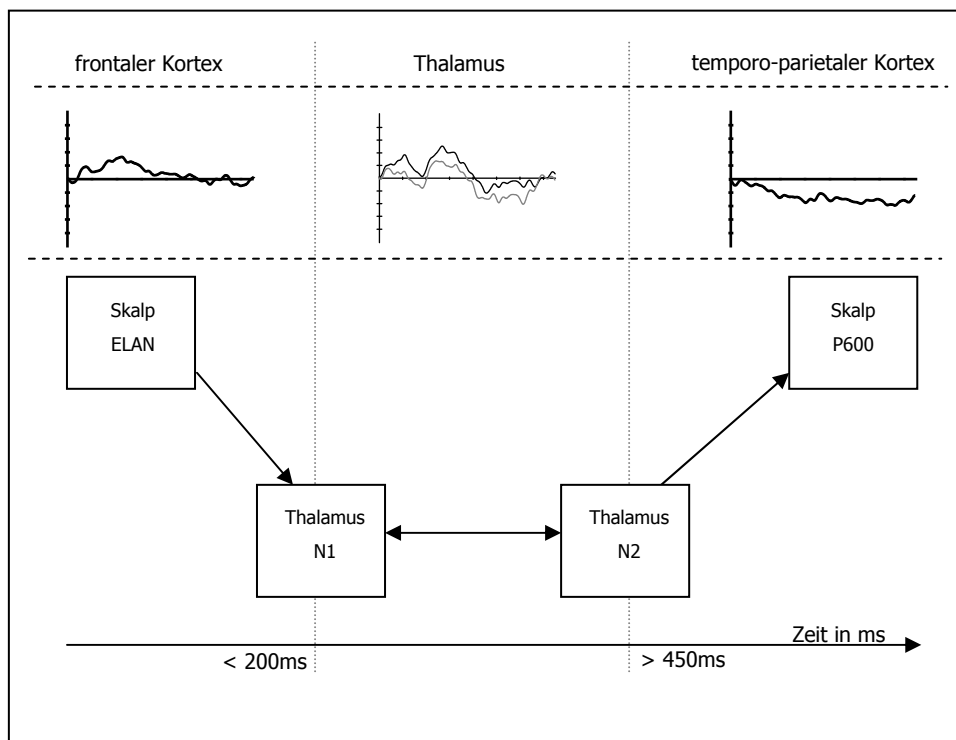 frontaler Kortex
Thalamus
temporo-parietaler Kortex
Skalp
ELAN
Skalp
P600
Thalamus
N1
Thalamus
N2
Zeit in ms
< 200ms
> 450ms